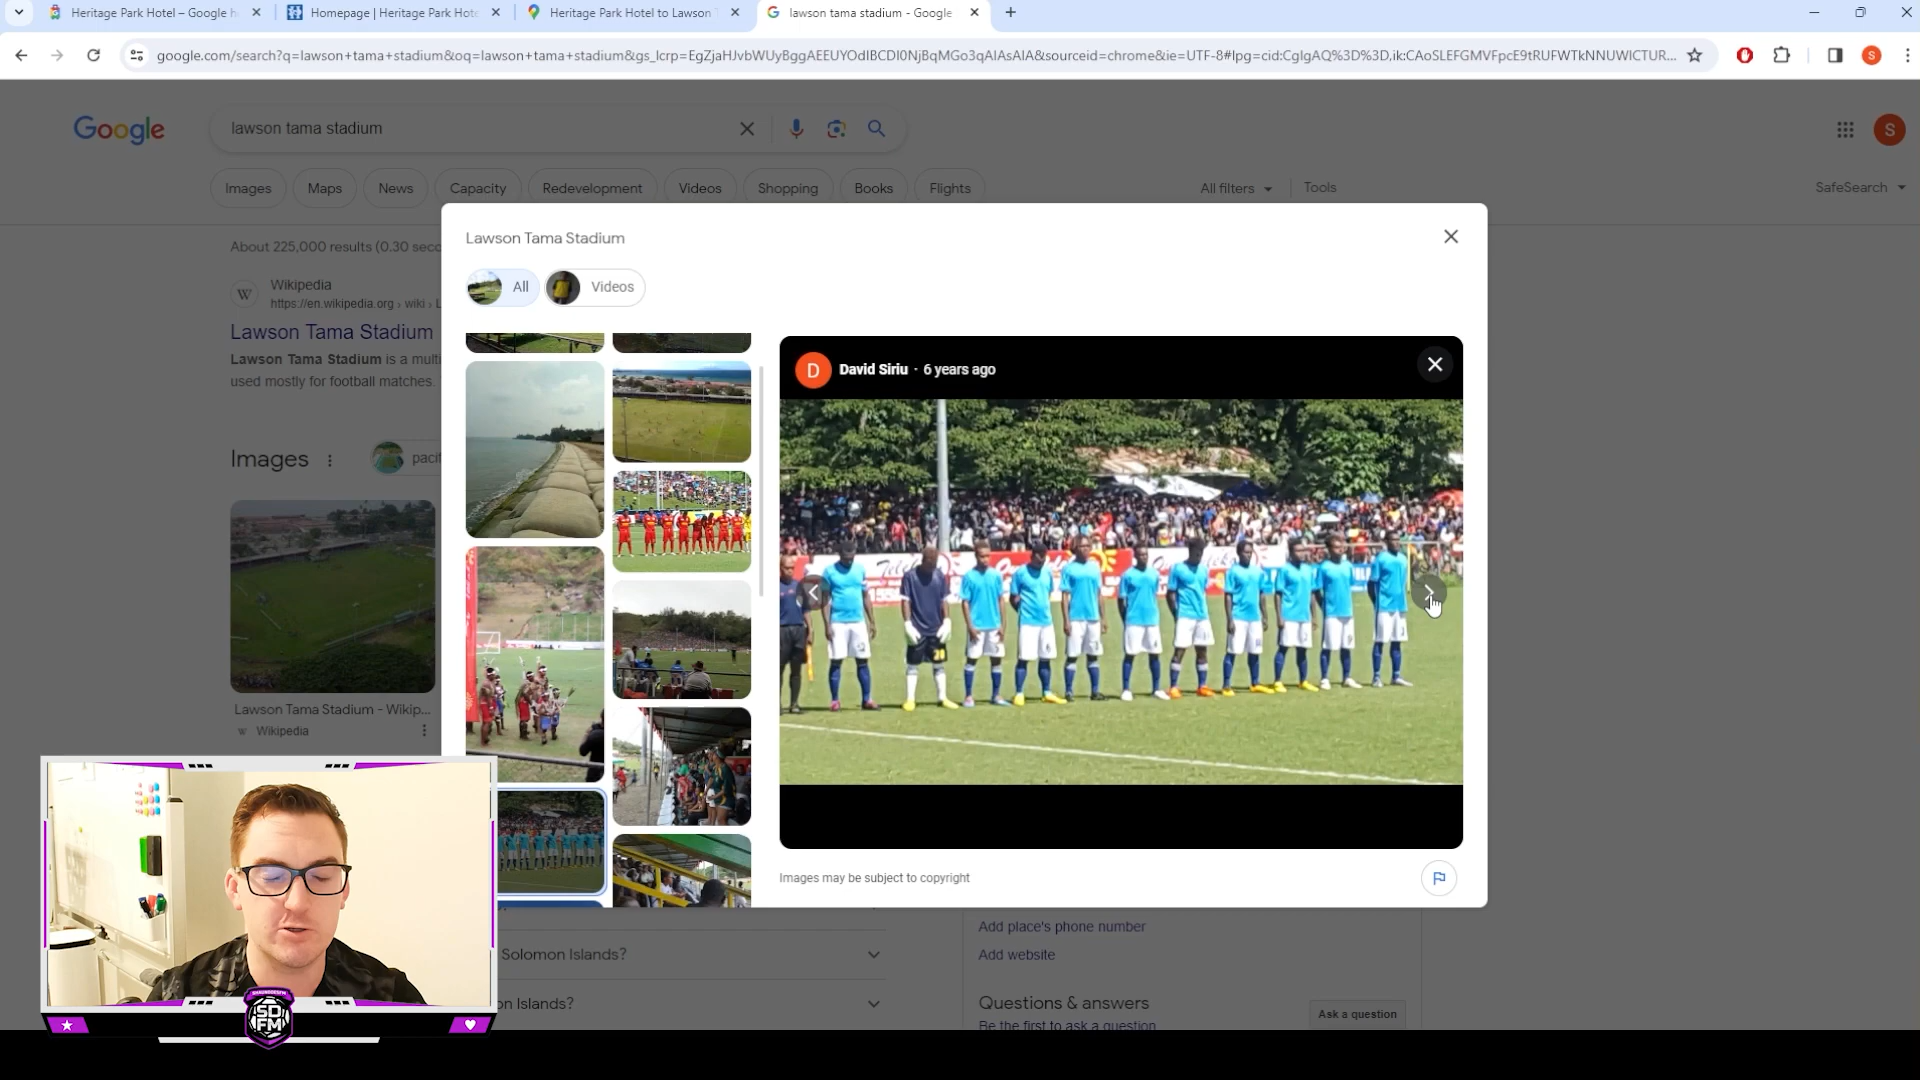 Heritage Park Hotel – Google h
Homepage | Heritage Park Hote
Heritage Park Hotel to Lawson T
lawson tama stadium - Google
google.com/search?q=lawson+tama+stadium&oq=lawson+tama+stadium&gs_lcrp=EgZjaHJvbWUyBggAEEUYOdIBCDI0NjBqMGo3qAIAsAIA&sourceid=chrome&ie=UTF-8#lpg=cid:CgIgAQ%3D%3D,ik:CAoSLEFGMVFpcE9tRUFWTkNNUWlCTUR...
S
Google
lawson tama stadium
S
Images
Maps
News
Capacity
Redevelopment
Videos
Shopping
Books
Flights
All filters
Tools
SafeSearch
About 225,000 results (0.30 seco
W
Wikipedia
https://en.wikipedia.org › wiki › L
Lawson Tama Stadium
Lawson Tama Stadium is a multi
used mostly for football matches.
Images
pacif
Lawson Tama Stadium - Wikip...
W Wikipedia
Lawson Tama Stadium
All
Videos
D
David Siriu · 6 years ago
20
Images may be subject to copyright
Solomon Islands?
on Islands?
Add place's phone number
Add website
Questions & answers
Be the first to ask a question
Ask a question
SDFM